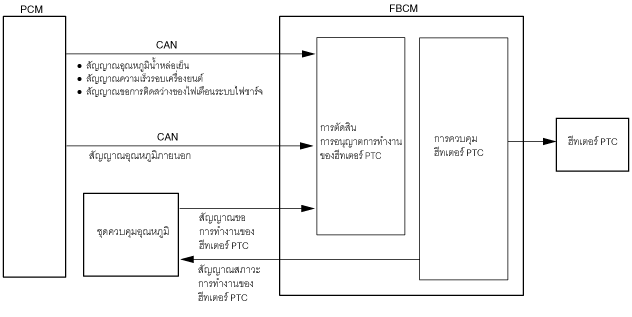 PCM
FBCM
CAN
● สัญญาณอุณหภูมิน้ำหล่อเย็น
● สัญญาณความเร็วรอบเครื่องยนต์
● สัญญาณขอการติดสว่างของไฟเตือนระบบไฟชาร์จ
CAN
สัญญาณอุณหภูมิภายนอก
การตัดสิน
การอนุญาตการทำงาน
ของฮีทเตอร์ PTC
การควบคุม
ฮีทเตอร์ PTC
ฮีทเตอร์ PTC
ชุดควบคุมอุณหภูมิ
สัญญาณขอ
การทำงานของ
ฮีทเตอร์ PTC
สัญญาณสภาวะ
การทำงานของ
ฮีทเตอร์ PTC